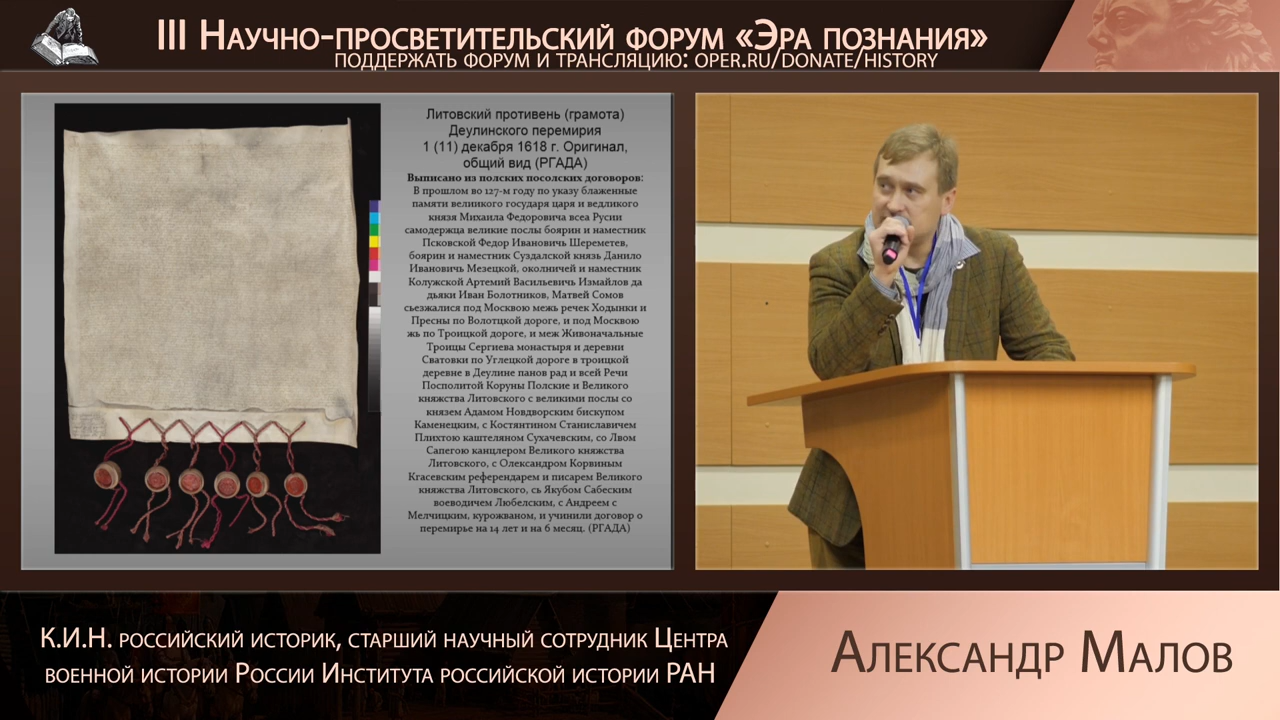 III Научно-просветительский форум «Эра познания»
поддержать форум и трансляцию: oper.ru/donate/history
Литовский противень (грамота)
Деулинского перемирия
1 (11) декабря 1618 г. Оригинал,
общий вид (РГАДА)
Выписано из полских посолских договоров:
В прошлом во 127-м году по указу блаженные
памяти велиикого государя царя и ведликого
князя Михаила Федоровича всеа Русии
самодержца великие послы боярин и наместник
Псковской Федор Ивановичь Шереметев,
боярин и наместник Суздалской князь Данило
Ивановичь Мезецкой, околничей и наместник
Колужской Артемий Васильевичь Измайлов да
дьяки Иван Болотников, Матвей Сомов
сьезжалися под Москвою межь речек Ходынки и
Пресны по Волотцкой дороге, и под Москвою
жь по Троицкой дороге, и меж Живоначальные
Троицы Сергиева монастыря и деревни
Сватовки по Углецкой дороге в троицкой
деревне в Деулине панов рад и всей Речи
Посполитой Коруны Полские и Великого
княжства Литовского с великими послы со
князем Адамом Новдворским бискупом
Каменецким, с Костянтином Станиславичем
Плихтою каштеляном Сухачевским, со Лвом
Сапегою канцлером Великого княжства
Литовского, с Олександром Корвиным
Кгасевским референдарем и писарем Великого
княжства Литовского, сь Якубом Сабеским
воеводичем Любелским, с Андреем с
Мелчицким, курожваном, и учинили договор о
перемирье на 14 лет и на 6 месяц. (РГАДА)
К.И.Н. российский историк, старший научный сотрудник Центра
военной истории России Института российской истории РАН
Александр Малов